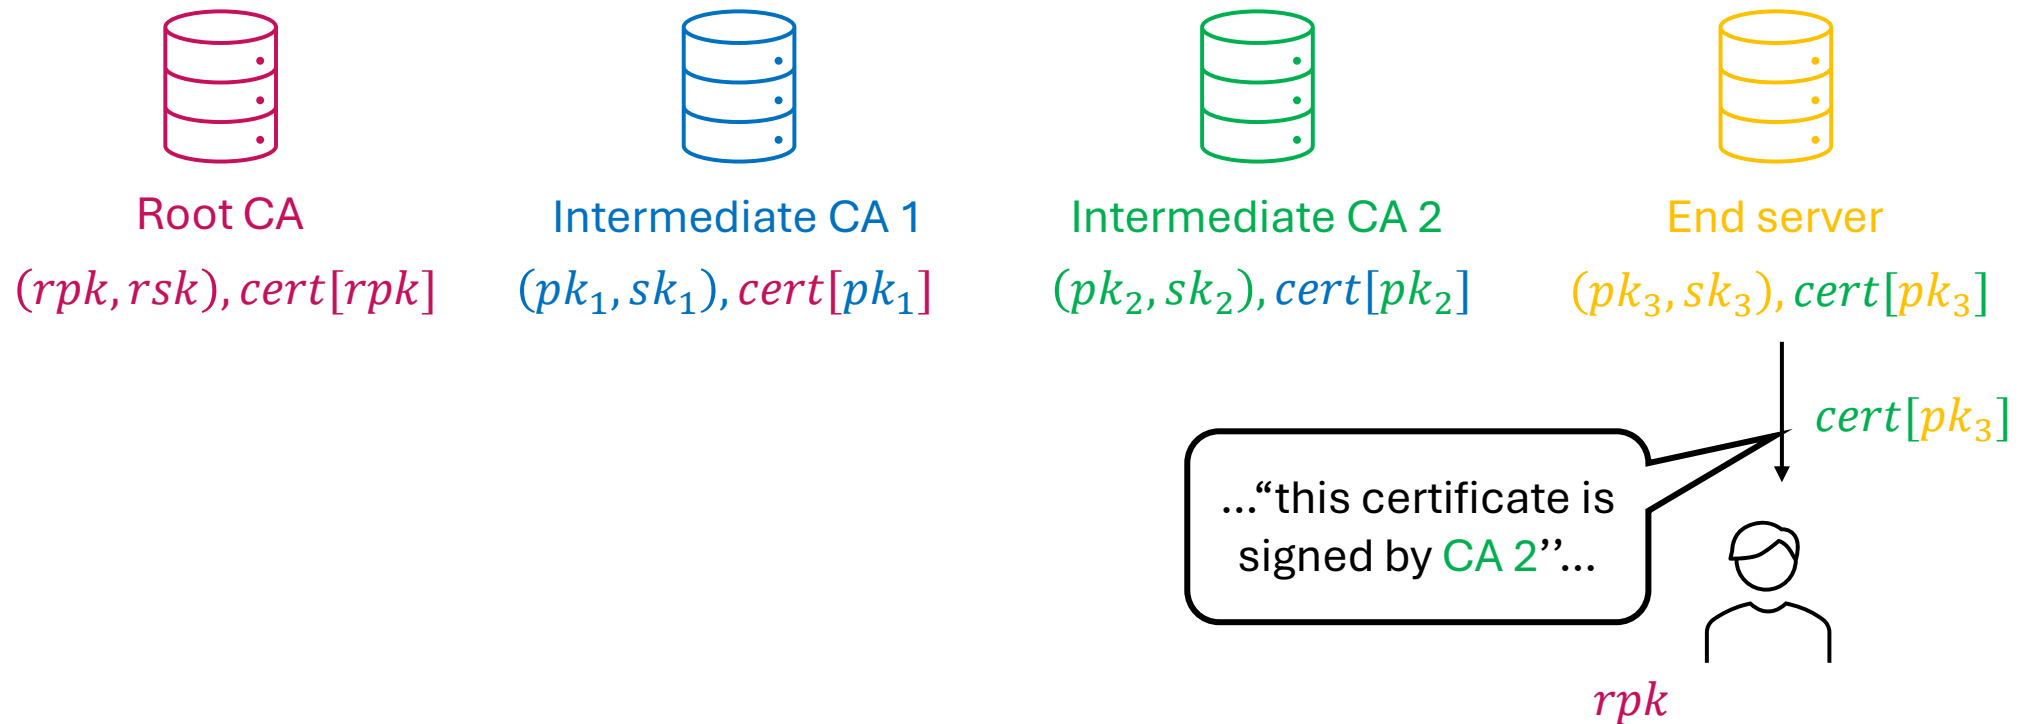 Root CA
Intermediate CA 1
Intermediate CA 2
End server
(rpk, rsk), cert[rpk]
(pk₁, sk₁), cert[pk₁]
(pk₂, sk₂), cert[pk₂]
(pk₃, sk₃), cert[pk₃]
cert[pk₃]
...“this certificate is
signed by CA 2’’...
rpk